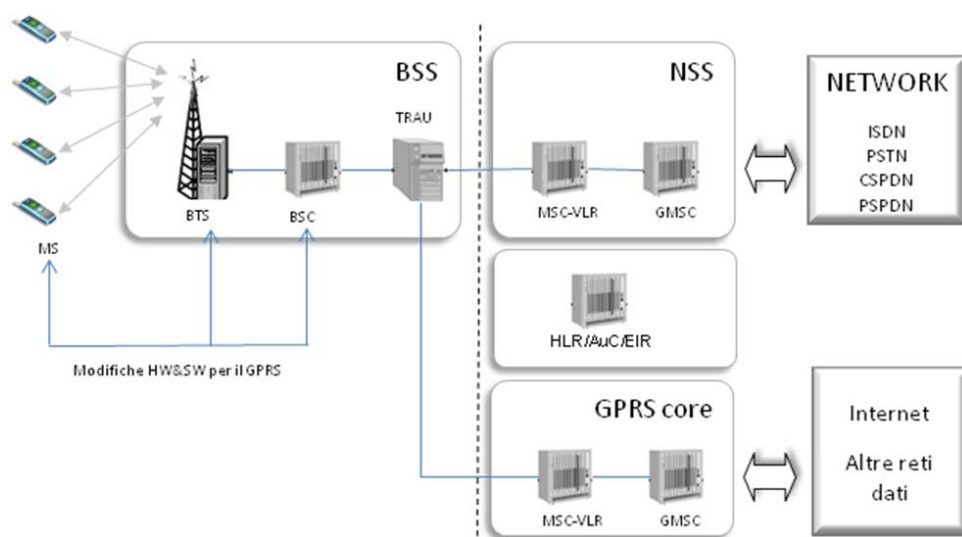 BSS
TRAU
BTS
BSC
MS
Modifiche HW&SW per il GPRS
NSS
MSC-VLR
GMSC
HLR/AuC/EIR
GPRS core
MSC-VLR
GMSC
NETWORK
ISDN
PSTN
CSPDN
PSPDN
Internet
Altre reti
dati